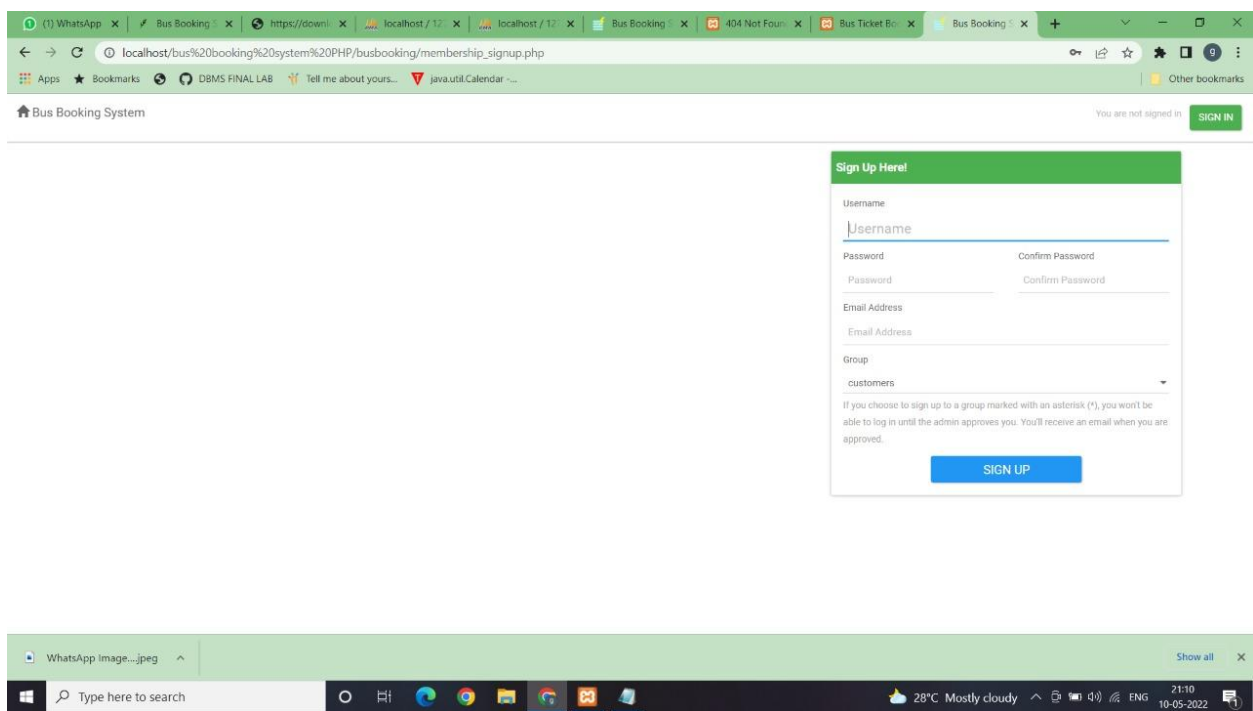 (1) WhatsApp
Bus Booking S
https://downl
localhost / 12
localhost / 12
Bus Booking S
404 Not Foun
Bus Ticket Boo
Bus Booking S
localhost/bus%20booking%20system%20PHP/busbooking/membership_signup.php
g
Apps
Bookmarks
DBMS FINAL LAB
Tell me about yours...
java.util.Calendar -...
Other bookmarks
Bus Booking System
You are not signed in
SIGN IN
Sign Up Here!
Username
Username
Password Confirm Password
Password Confirm Password
Email Address
Email Address
Group
customers
If you choose to sign up to a group marked with an asterisk (*), you won't be
able to log in until the admin approves you. You'll receive an email when you are
approved.
SIGN UP
WhatsApp Image....jpeg
Show all
Type here to search
28°C Mostly cloudy
ENG
21:10
10-05-2022